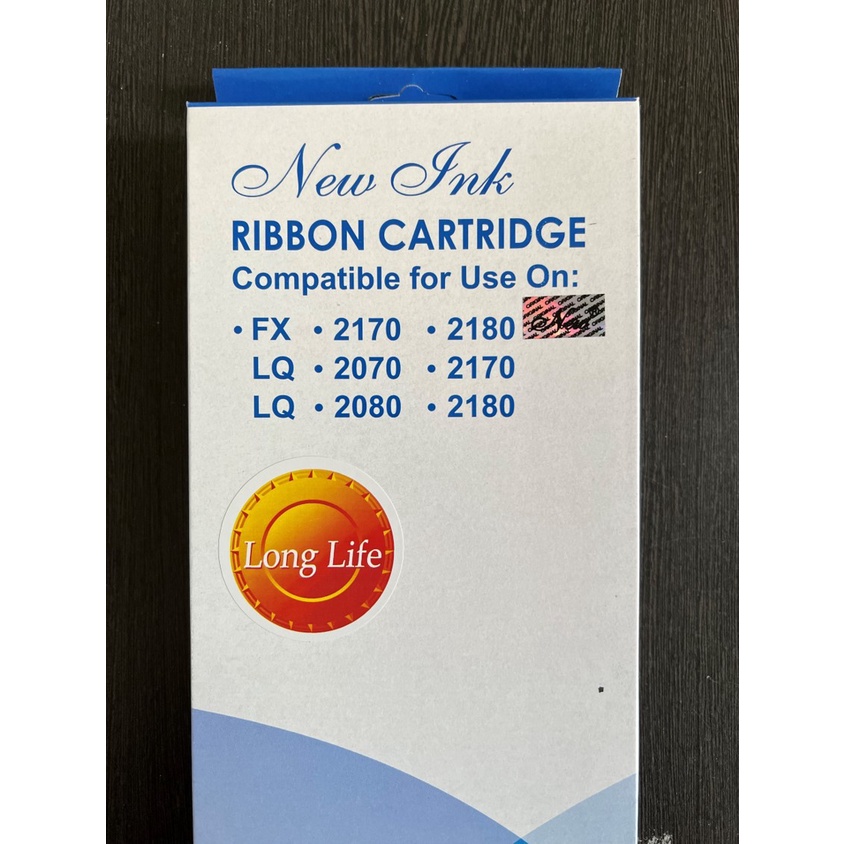 New Ink
RIBBON CARTRIDGE
Compatible for Use On:
• FX • 2170 • 2180
New®
LQ • 2070 • 2170
LQ • 2080 • 2180
Long Life